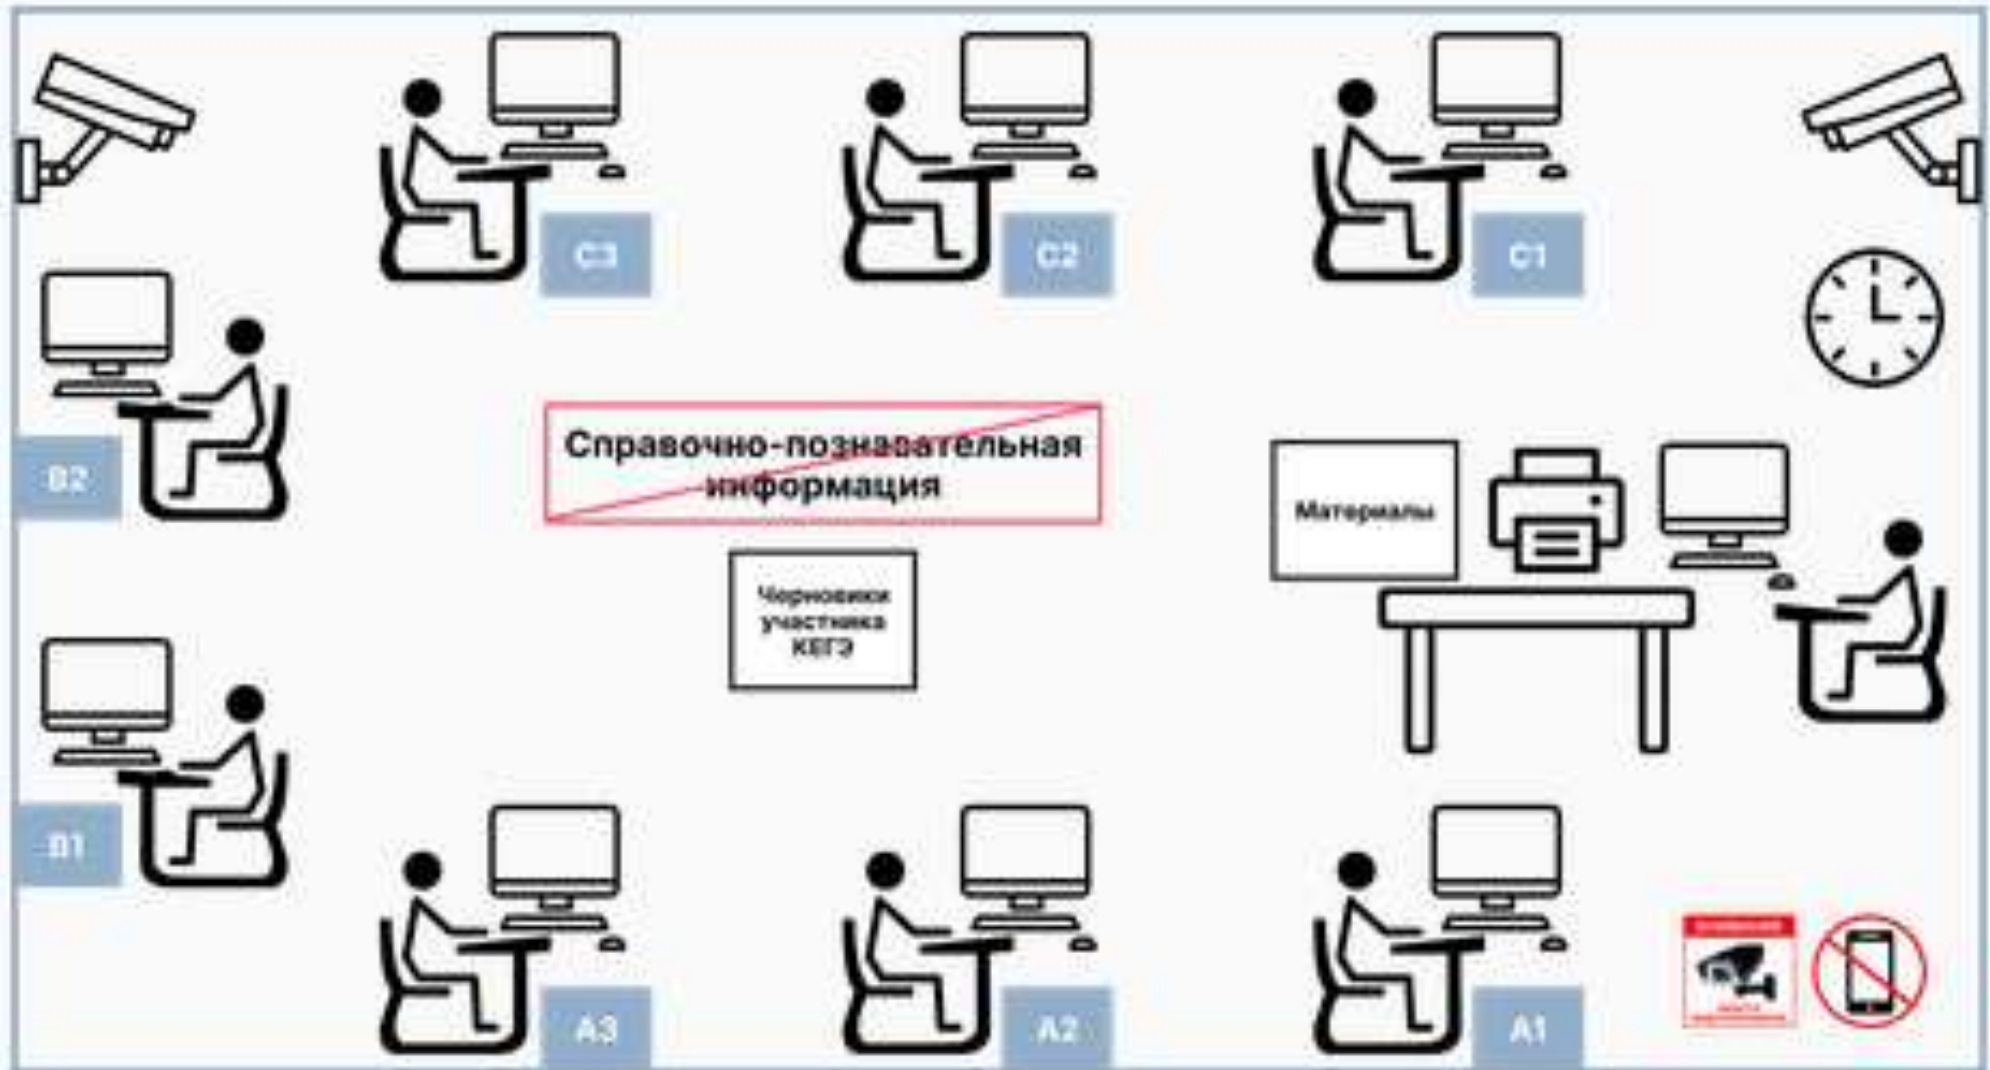 C3
C2
C1
B2
Справочно-познавательная
информация
Материалы
Черновики
участника
КЕГЭ
B1
A3
A2
A1